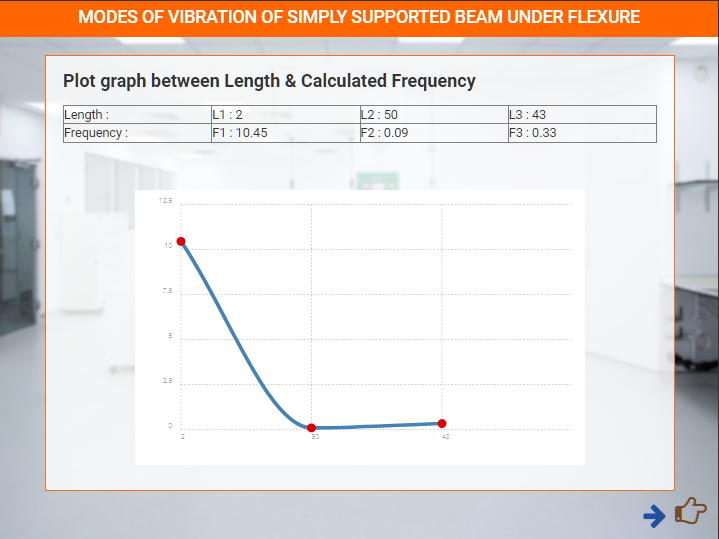 MODES OF VIBRATION OF SIMPLY SUPPORTED BEAM UNDER FLEXURE
Plot graph between Length & Calculated Frequency
Length : L1 : 2 L2 : 50 L3 : 43
Frequency : F1 : 10.45 F2 : 0.09 F3 : 0.33
12.5
10
7.5
5
2.5
0
2 50 43